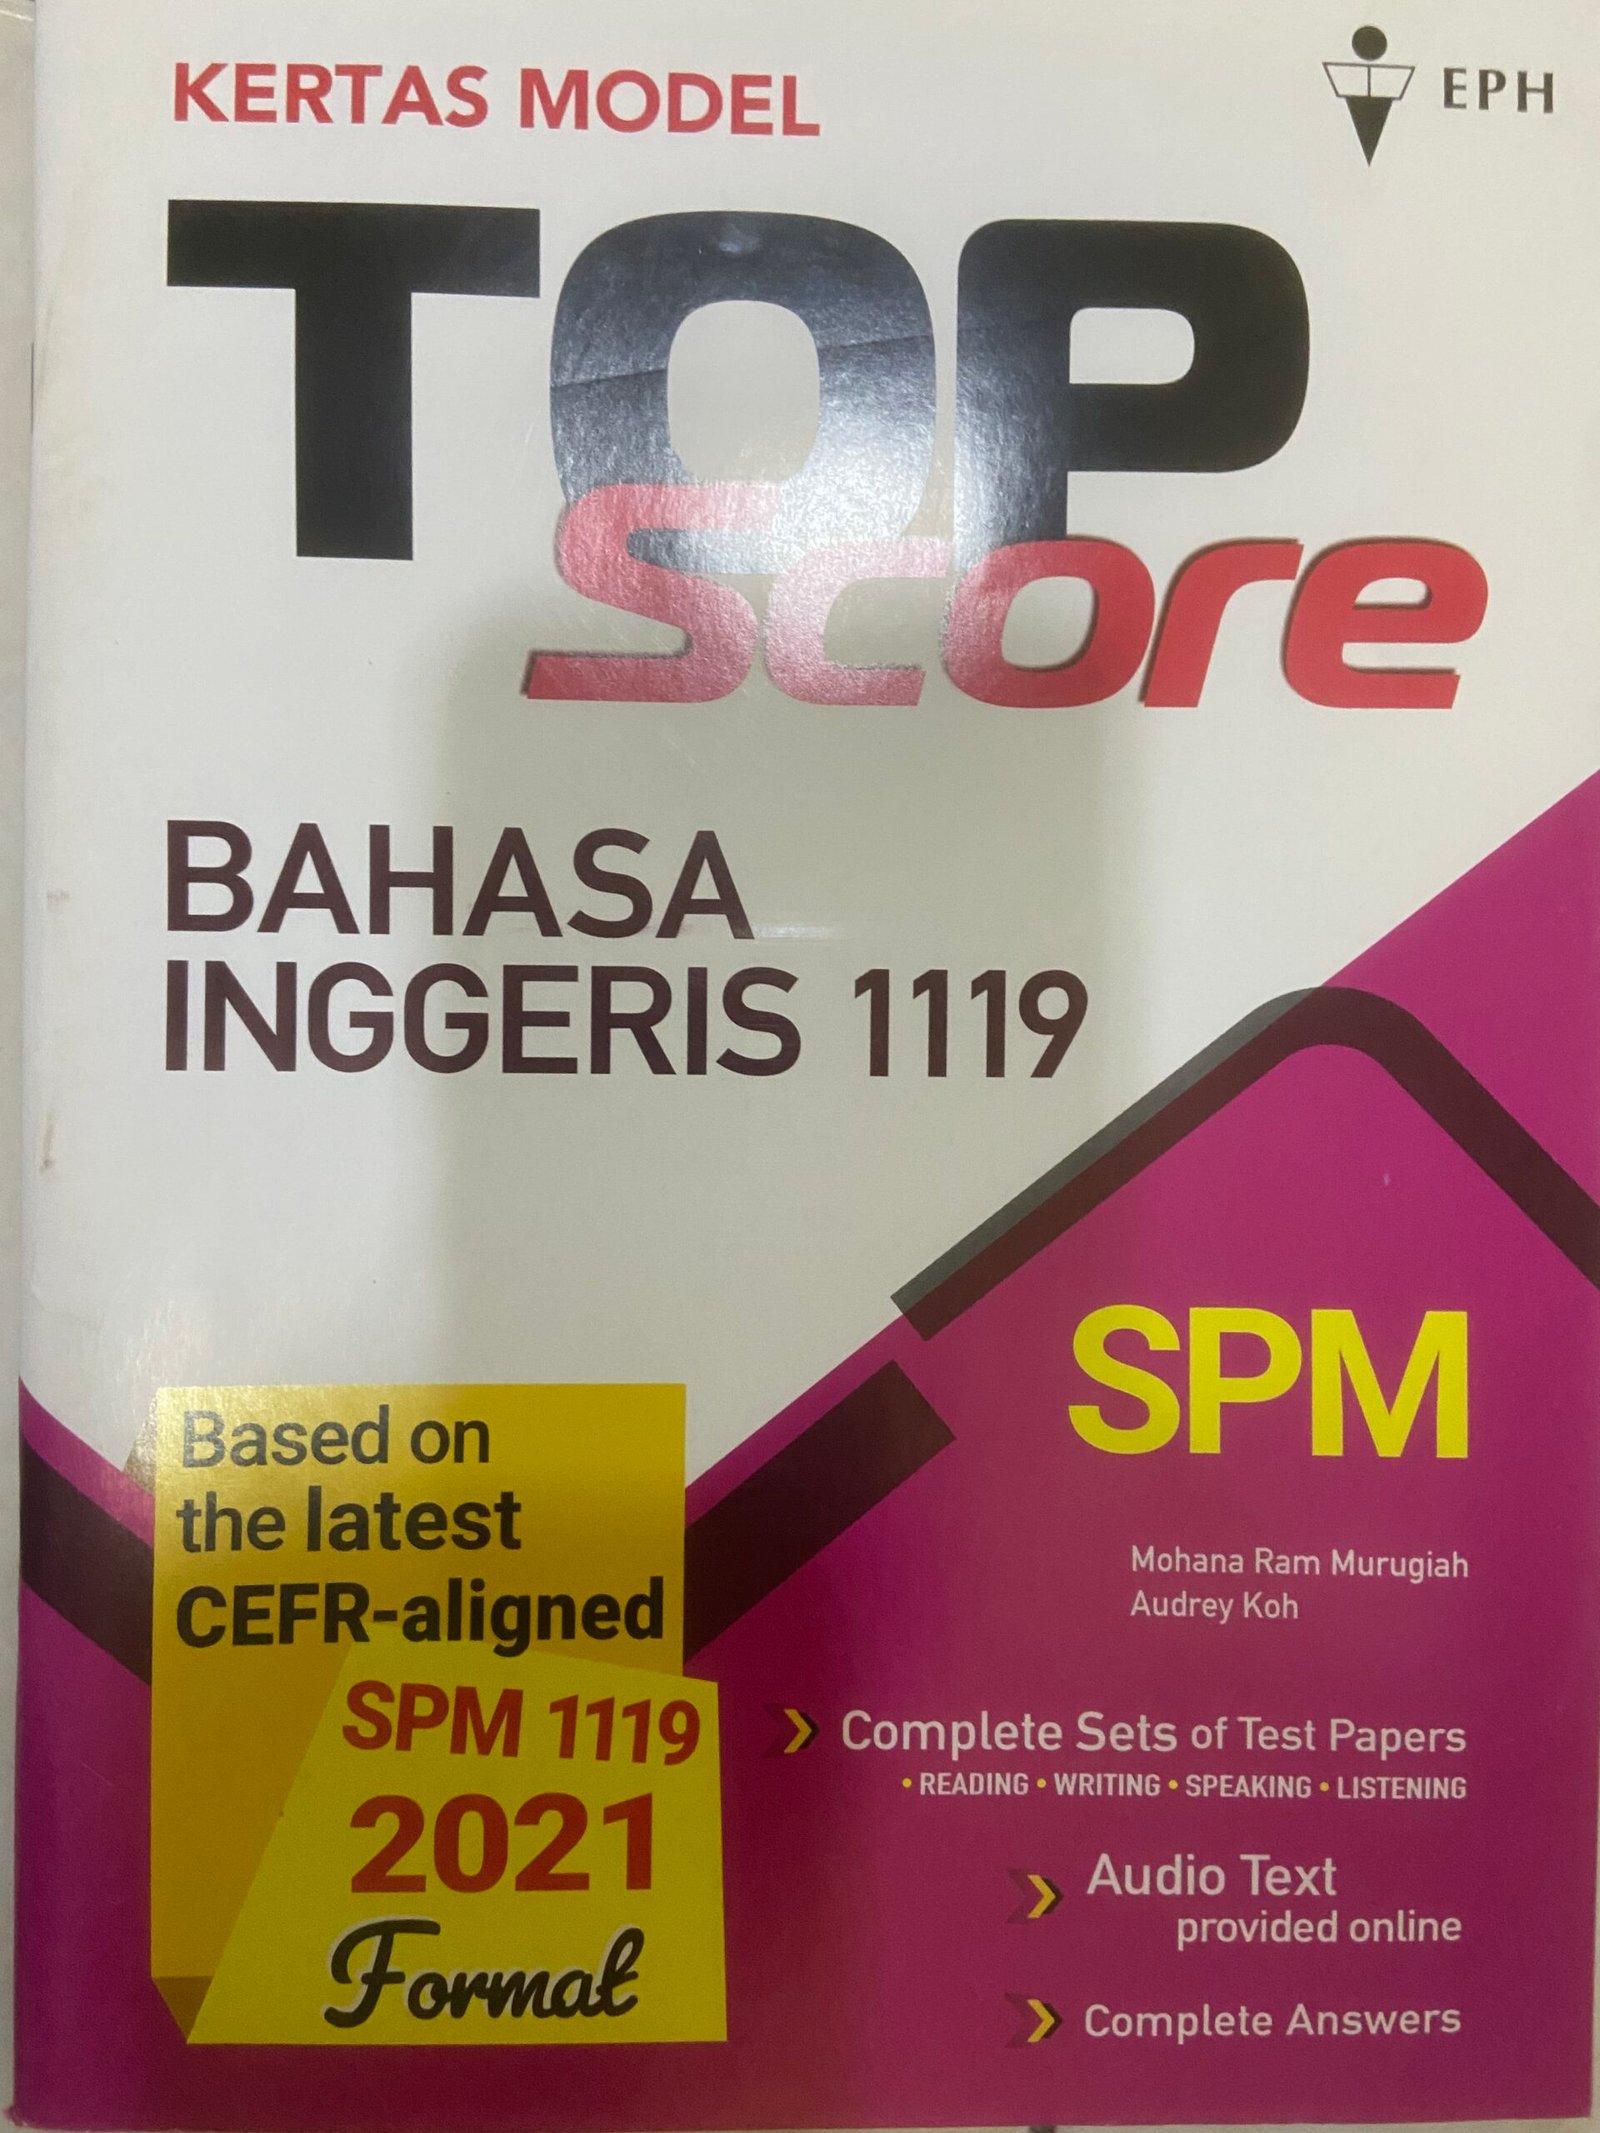 KERTAS MODEL
EPH
TOP
Score
BAHASA
INGGERIS 1119
SPM
Mohana Ram Murugiah
Audrey Koh
Based on
the latest
CEFR-aligned
SPM 1119
2021
Format
Complete Sets of Test Papers
• READING • WRITING • SPEAKING • LISTENING
Audio Text
provided online
Complete Answers